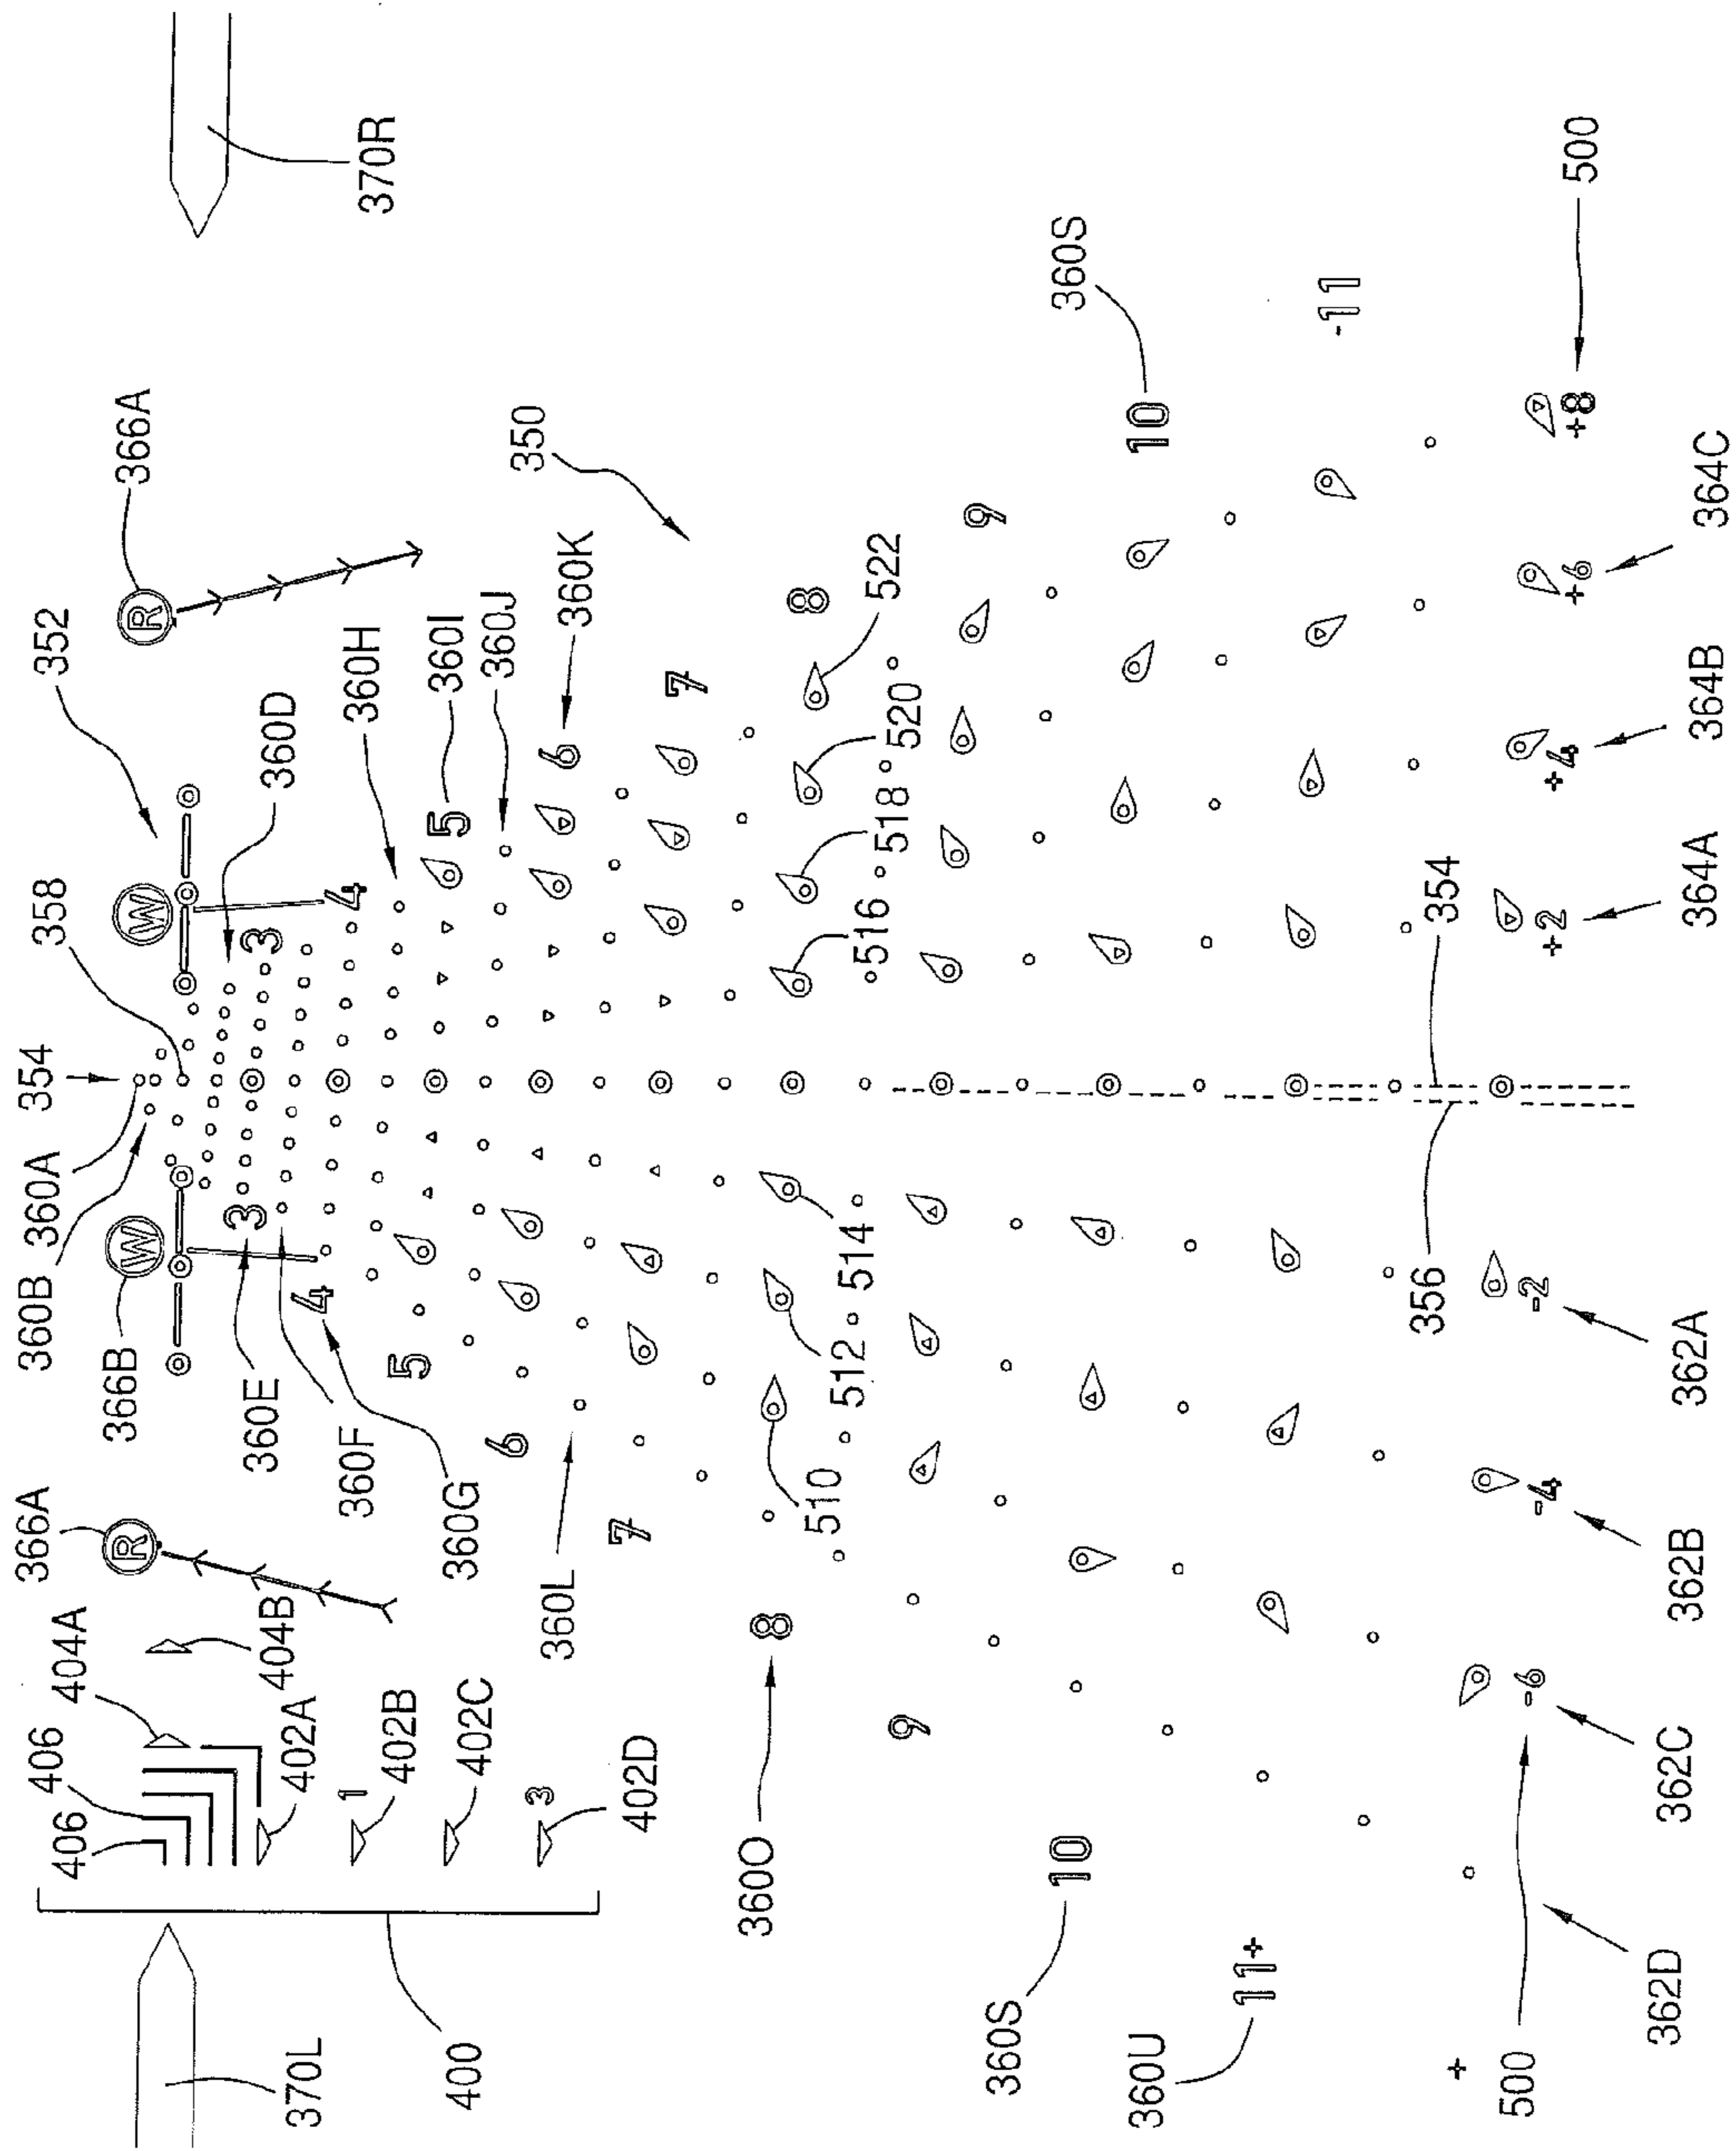 366A
404A
404B
406
406
402A
1
402B
402C
3
402D
370L
400
R
366B
360B
360A
354
358
352
366A
W
W
R
370R
360D
3
3
360E
360F
4
4
360G
360H
5
5
360I
360J
6
6
360K
360L
7
7
350
8
8
360O
510
512
514
516
518
520
522
9
9
10
10
360S
360S
11+
-11
360U
356
354
+
500
-6
-4
-2
+2
+4
+6
+8
500
362D
362C
362B
362A
364A
364B
364C